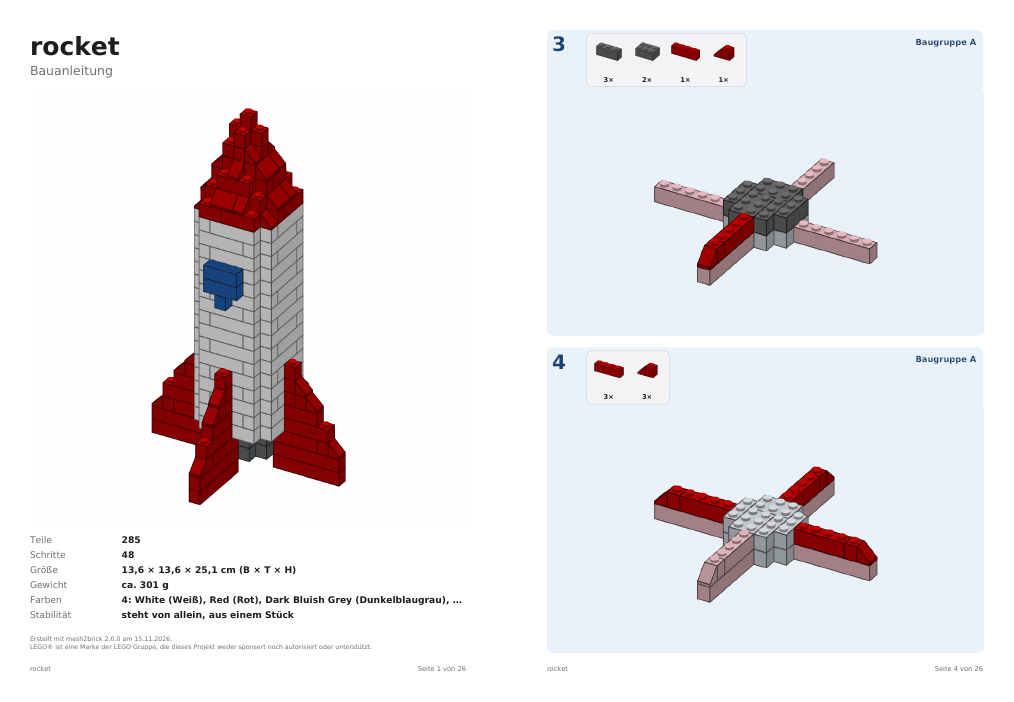 rocket
Bauanleitung
Teile 285
Schritte 48
Größe 13,6 × 13,6 × 25,1 cm (B × T × H)
Gewicht ca. 301 g
Farben 4: White (Weiß), Red (Rot), Dark Bluish Grey (Dunkelblaugrau), ...
Stabilität steht von allein, aus einem Stück
Erstellt mit mesh2brick 2.0.0 am 15.11.2026.
LEGO® ist eine Marke der LEGO Gruppe, die dieses Projekt weder sponsert noch autorisiert oder unterstützt.
rocket Seite 1 von 26
3 Baugruppe A
3× 2× 1× 1×
4 Baugruppe A
3× 3×
rocket Seite 4 von 26